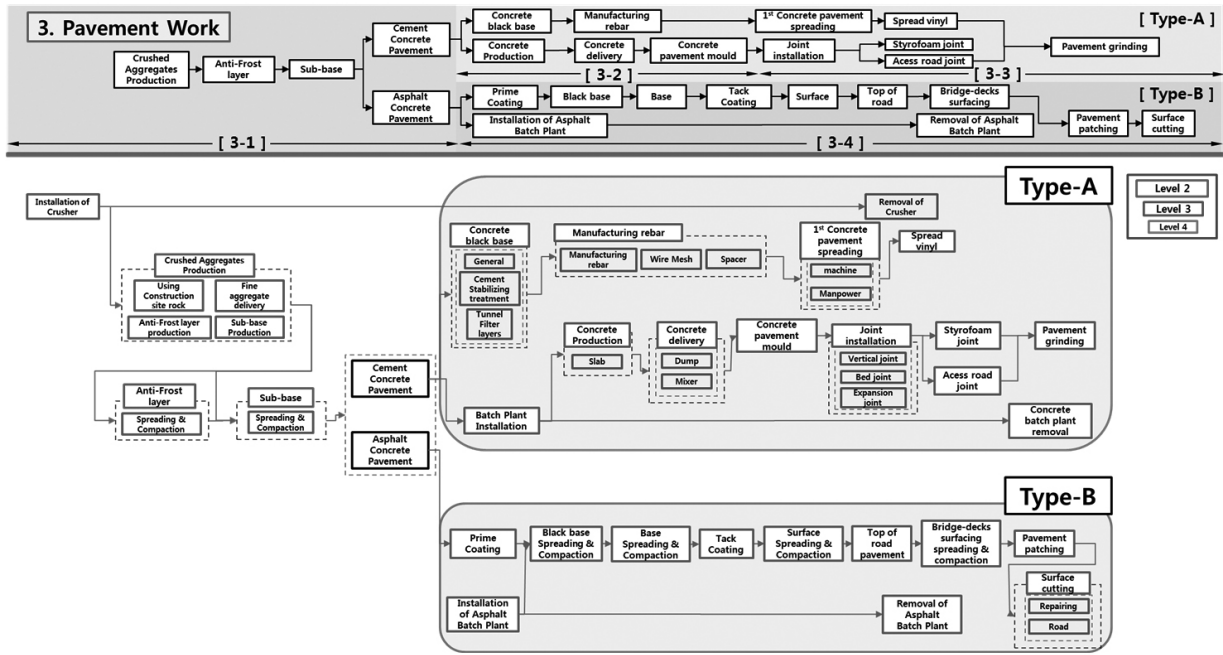 3. Pavement Work
Crushed
Aggregates
Production
Anti-Frost
layer
Sub-base
Cement
Concrete
Pavement
Asphalt
Concrete
Pavement
[ 3-1 ]
Concrete
black base
Manufacturing
rebar
1st Concrete
pavement spreading
Spread vinyl
[ Type-A ]
Concrete
Production
Concrete
delivery
Concrete
pavement mould
Joint
installation
Styrofoam joint
Acess road joint
Pavement grinding
[ 3-2 ]
[ 3-3 ]
Prime
Coating
Black base
Base
Tack
Coating
Surface
Top of
road
Bridge-decks
surfacing
[ Type-B ]
Installation of Asphalt
Batch Plant
Removal of Asphalt
Batch Plant
Pavement
patching
Surface
cutting
[ 3-4 ]
Type-A
Level 2
Level 3
Level 4
Installation of
Crusher
Removal of
Crusher
Crushed Aggregates
Production
Using
Construction
site rock
Fine
aggregate
delivery
Anti-Frost layer
production
Sub-base
Production
Anti-Frost
layer
Spreading &
Compaction
Sub-base
Spreading &
Compaction
Cement
Concrete
Pavement
Asphalt
Concrete
Pavement
Concrete
black base
General
Cement
Stabilizing
treatment
Tunnel
Filter
layers
Manufacturing rebar
Manufacturing
rebar
Wire Mesh
Spacer
1st Concrete
pavement
spreading
machine
Manpower
Spread
vinyl
Concrete
Production
Slab
Concrete
delivery
Dump
Mixer
Concrete
pavement
mould
Joint
installation
Vertical joint
Bed joint
Expansion
joint
Styrofoam
joint
Acess road
joint
Pavement
grinding
Batch Plant
Installation
Concrete
batch plant
removal
Type-B
Prime
Coating
Black base
Spreading &
Compaction
Base
Spreading &
Compaction
Tack
Coating
Surface
Spreading &
Compaction
Top of
road
pavement
Bridge-decks
surfacing
spreading &
compaction
Pavement
patching
Surface
cutting
Repairing
Road
Installation
of Asphalt
Batch Plant
Removal of
Asphalt
Batch Plant